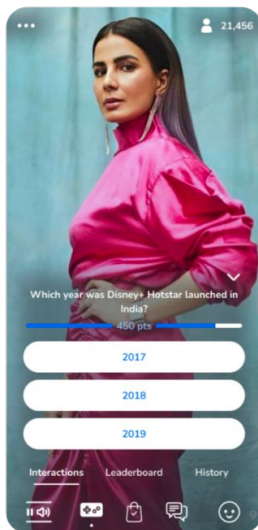 21,456
Which year was Disney+ Hotstar launched in
India?
450 pts
2017
2018
2019
Interactions Leaderboard History